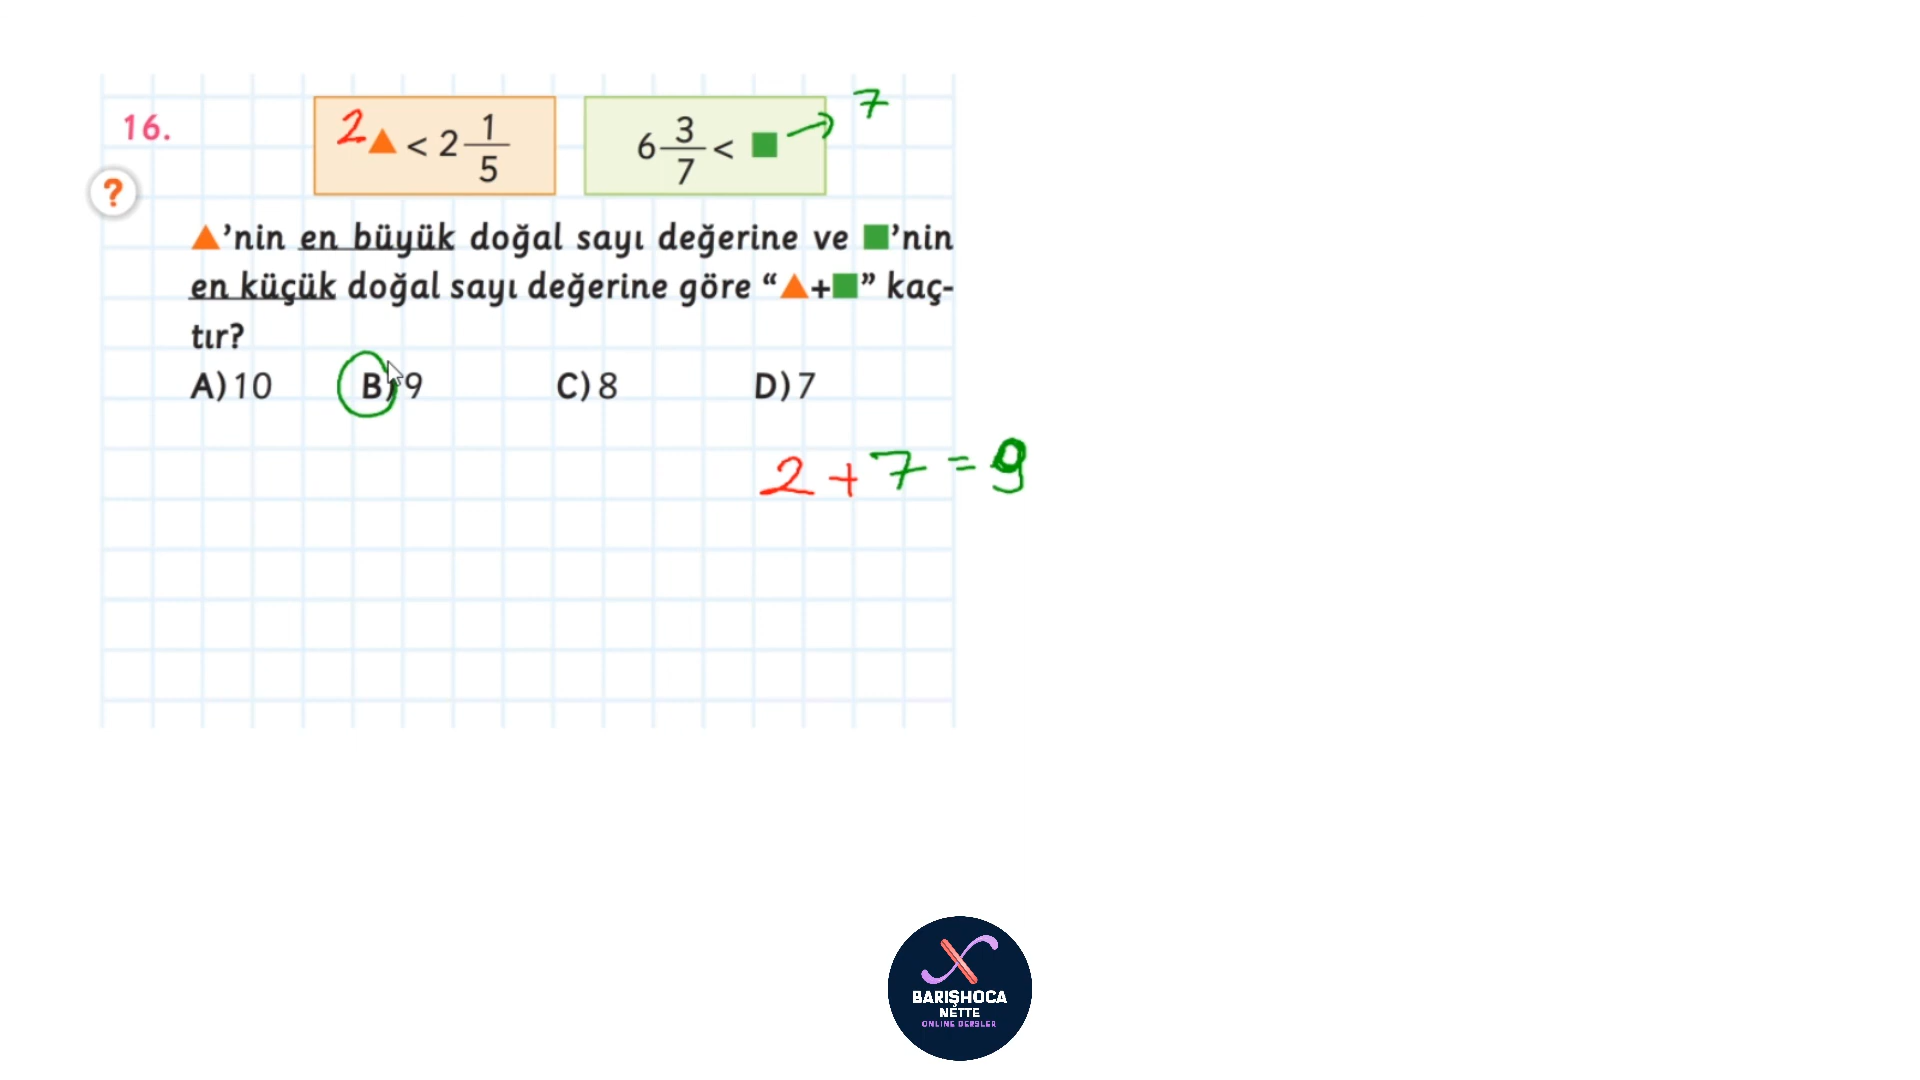 16.
2▲ < 2 1/5
6 3/7 < ■ → 7
?
▲’nin en büyük doğal sayı değerine ve ■’nin
en küçük doğal sayı değerine göre “▲+■” kaç-
tır?
A) 10 B) 9 C) 8 D) 7
2 + 7 = 9
BARIŞHOCA
NETTE
ONLINE DERSLER